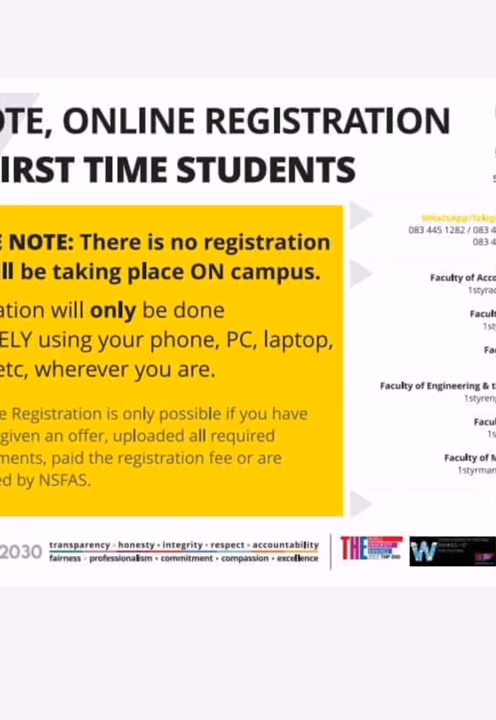 OTE, ONLINE REGISTRATION
IRST TIME STUDENTS
E NOTE: There is no registration
ll be taking place ON campus.
ation will only be done
ELY using your phone, PC, laptop,
etc, wherever you are.
e Registration is only possible if you have
given an offer, uploaded all required
ments, paid the registration fee or are
ed by NSFAS.
WhatsApp/Teleg
083 445 1282 / 083 4
083 4
Faculty of Acco
1styrac
Facult
1sty
Fac
Faculty of Engineering & t
1styreng
Facul
1s
Faculty of M
1styrman
2030
transparency • honesty • integrity • respect • accountability
fairness • professionalism • commitment • compassion • excellence
THE
W